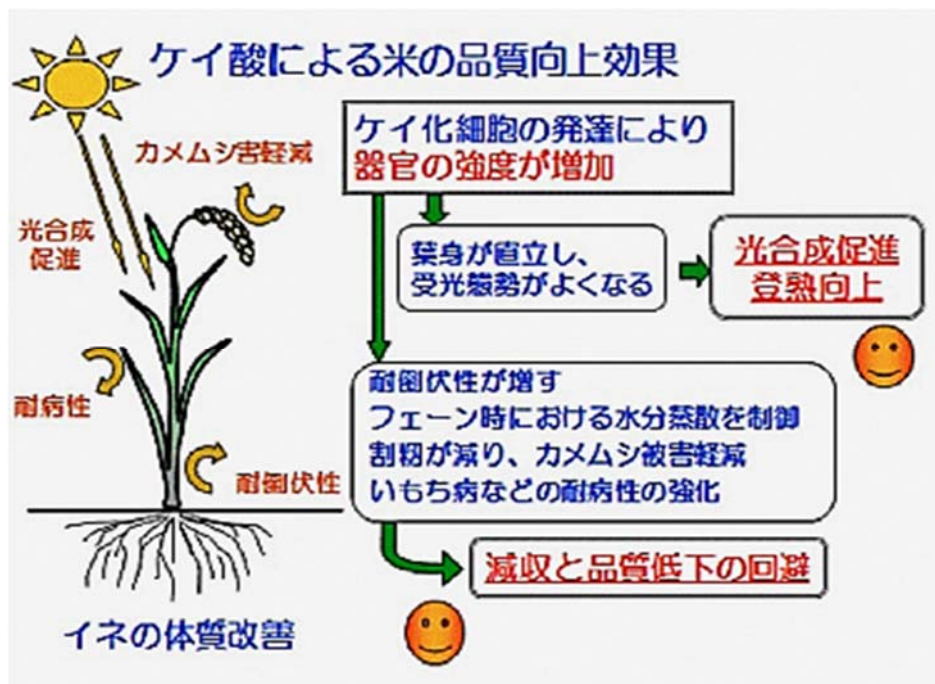 ケイ酸による米の品質向上効果
カメムシ害軽減
光合成
促進
耐病性
耐倒伏性
イネの体質改善
ケイ化細胞の発達により
器官の強度が増加
葉身が直立し、
受光態勢がよくなる
光合成促進
登熟向上
耐倒伏性が増す
フェーン時における水分蒸散を制御
割籾が減り、カメムシ被害軽減
いもち病などの耐病性の強化
減収と品質低下の回避